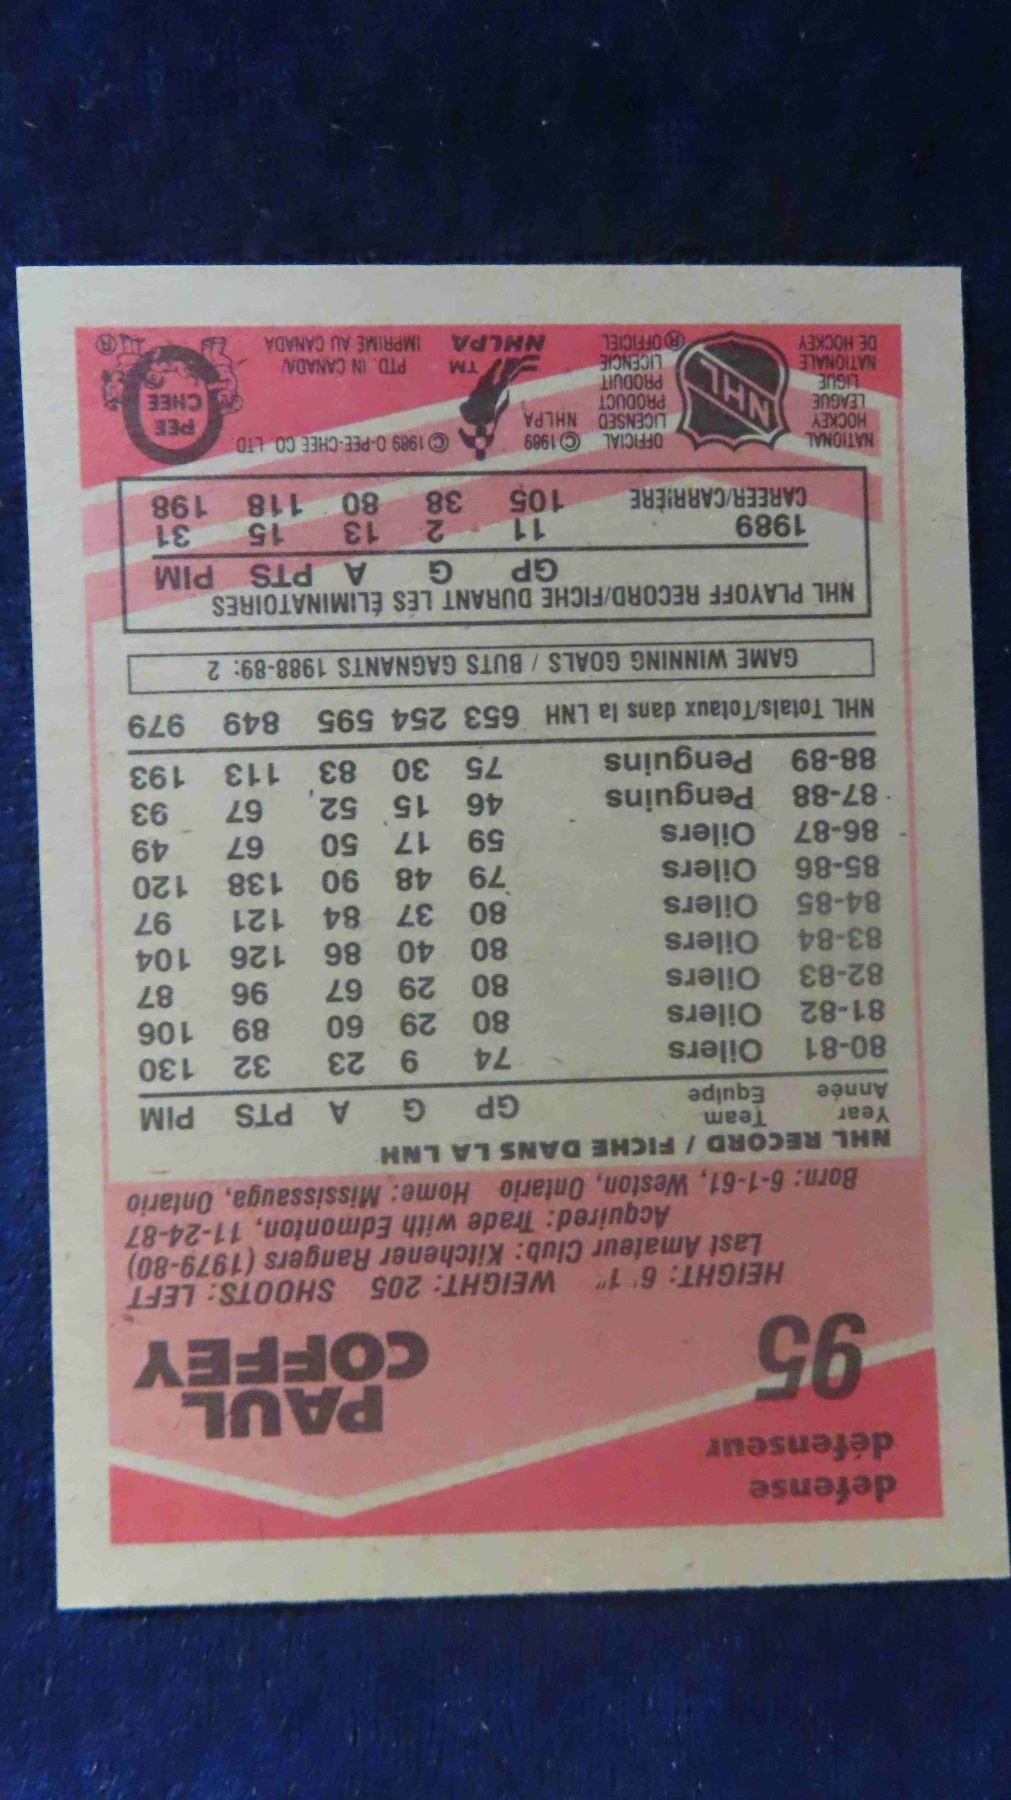 defense
défenseur
95
PAUL
COFFEY
HEIGHT: 6' 1" WEIGHT: 205 SHOOTS: LEFT
Last Amateur Club: Kitchener Rangers (1979-80)
Acquired: Trade with Edmonton, 11-24-87
Born: 6-1-61, Weston, Ontario Home: Mississauga, Ontario
NHL RECORD / FICHE DANS LA LNH
Year Team GP G A PTS PIM
Année Equipe
80-81 Oilers 74 9 23 32 130
81-82 Oilers 80 29 60 89 106
82-83 Oilers 80 29 67 96 87
83-84 Oilers 80 40 86 126 104
84-85 Oilers 80 37 84 121 97
85-86 Oilers 79 48 90 138 120
86-87 Oilers 59 17 50 67 49
87-88 Penguins 46 15 52 67 93
88-89 Penguins 75 30 83 113 193
NHL Totals/Totaux dans la LNH 653 254 595 849 979
GAME WINNING GOALS / BUTS GAGNANTS 1988-89: 2
NHL PLAYOFF RECORD/FICHE DURANT LES ÉLIMINATOIRES
GP G A PTS PIM
1989 11 2 13 15 31
CAREER/CARRIÈRE 105 38 80 118 198
NATIONAL
HOCKEY
LEAGUE
LIGUE
NATIONALE
DE HOCKEY
NHL
OFFICIAL
LICENSED
PRODUCT
PRODUIT
LICENCIÉ
OFFICIEL
®
© 1989
NHLPA
TM
NHLPA
© 1989 O-PEE-CHEE CO. LTD.
PTD. IN CANADA/
IMPRIMÉ AU CANADA
O
PEE
CHEE
®